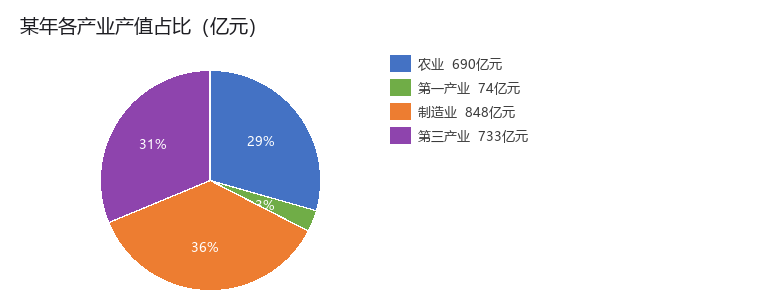 某年各产业产值占比（亿元）
农业 690亿元
第一产业 74亿元
制造业 848亿元
第三产业 733亿元
31%
29%
3%
36%